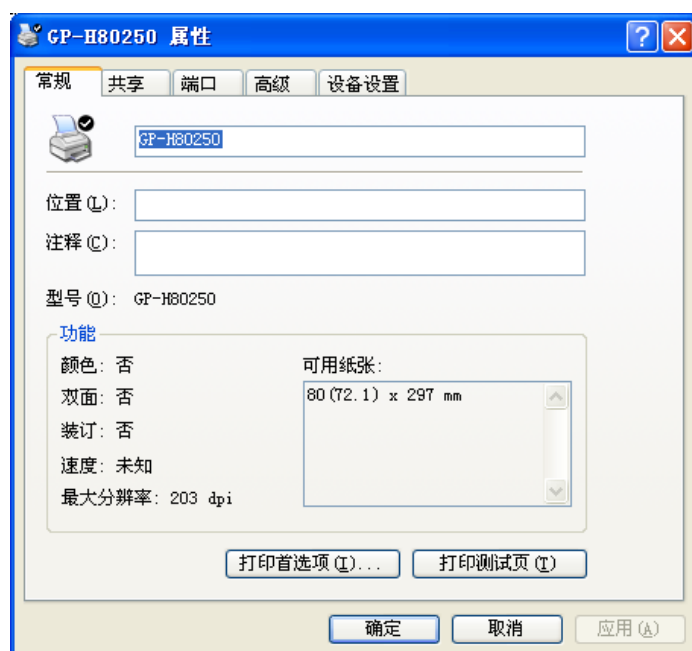 GP-H80250 属性
常规 共享 端口 高级 设备设置
GP-H80250
位置(L):
注释(C):
型号(O): GP-H80250
功能
颜色: 否 可用纸张:
双面: 否 80(72.1) x 297 mm
装订: 否
速度: 未知
最大分辨率: 203 dpi
打印首选项(I)... 打印测试页(T)
确定 取消 应用(A)